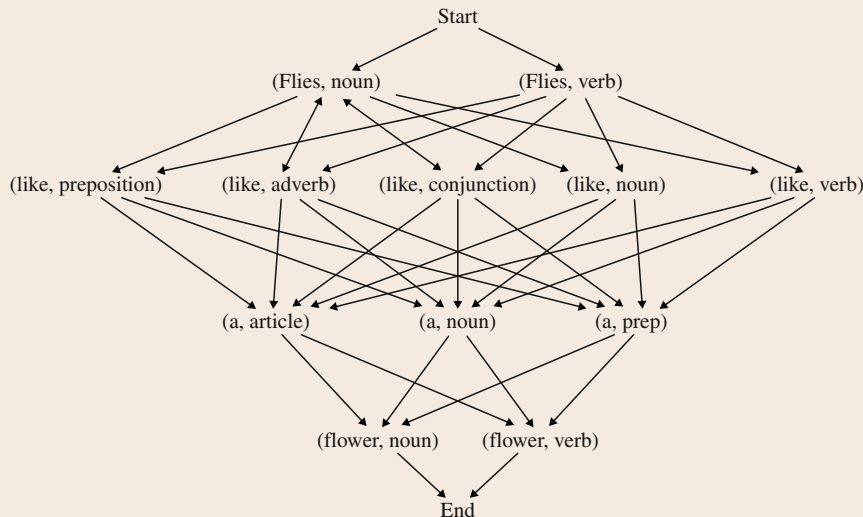 Start
(Flies, noun) (Flies, verb)
(like, preposition) (like, adverb) (like, conjunction) (like, noun) (like, verb)
(a, article) (a, noun) (a, prep)
(flower, noun) (flower, verb)
End